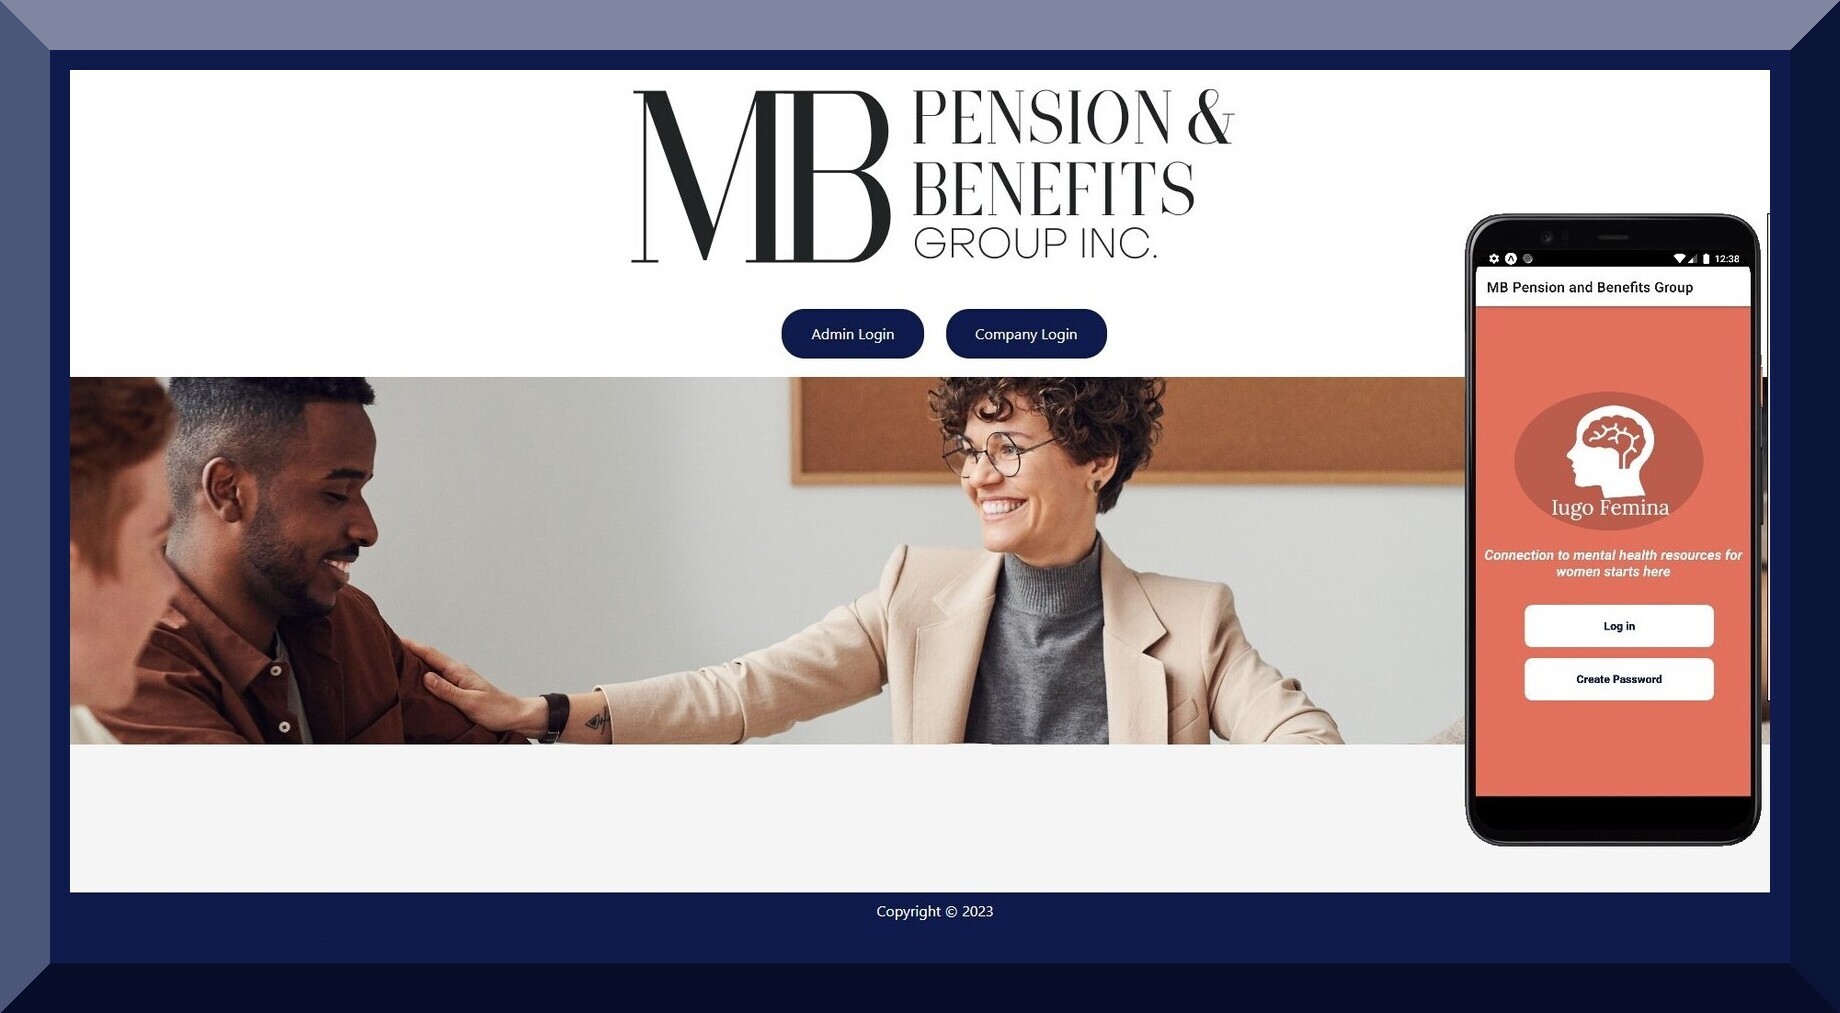 MB PENSION &
BENEFITS
GROUP INC.
Admin Login
Company Login
12:38
MB Pension and Benefits Group
Iugo Femina
Connection to mental health resources for
women starts here
Log in
Create Password
Copyright © 2023